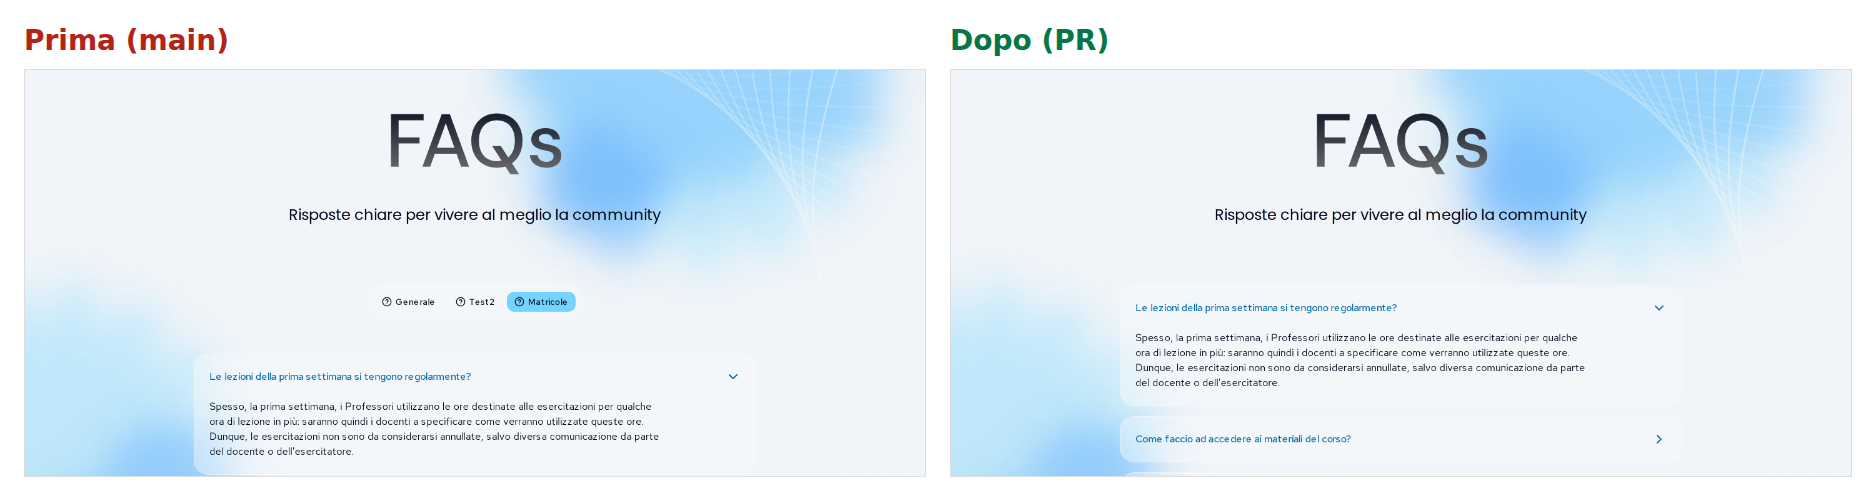 Prima (main)
FAQs
Risposte chiare per vivere al meglio la community
Generale Test2 Matricole
Le lezioni della prima settimana si tengono regolarmente?
Spesso, la prima settimana, i Professori utilizzano le ore destinate alle esercitazioni per qualche
ora di lezione in più: saranno quindi i docenti a specificare come verranno utilizzate queste ore.
Dunque, le esercitazioni non sono da considerarsi annullate, salvo diversa comunicazione da parte
del docente o dell'esercitatore.
Dopo (PR)
FAQs
Risposte chiare per vivere al meglio la community
Le lezioni della prima settimana si tengono regolarmente?
Spesso, la prima settimana, i Professori utilizzano le ore destinate alle esercitazioni per qualche
ora di lezione in più: saranno quindi i docenti a specificare come verranno utilizzate queste ore.
Dunque, le esercitazioni non sono da considerarsi annullate, salvo diversa comunicazione da parte
del docente o dell'esercitatore.
Come faccio ad accedere ai materiali del corso?